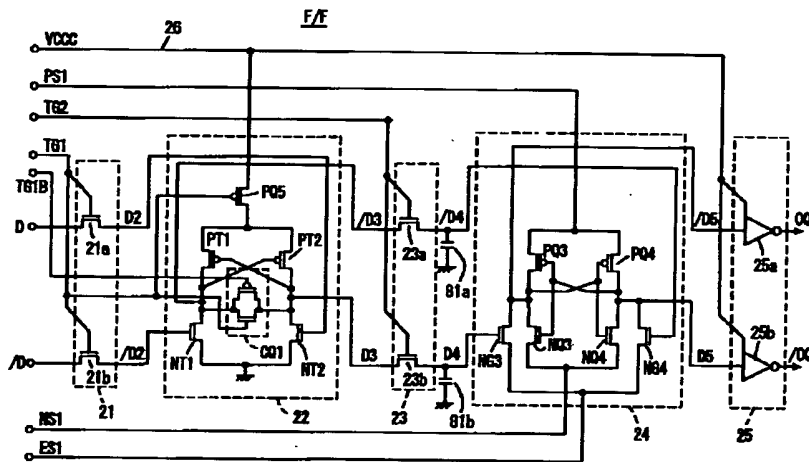 F/F
VCCC
26
PS1
TG2
TG1
TG1B
D
D2
21a
/D
/D2
21b
21
PQ5
PT1
PT2
NT1
CQ1
NT2
22
/D3
23a
/D4
81a
D3
23b
D4
81b
23
PQ3
PQ4
NG3
NQ3
NQ4
NG4
24
/D5
25a
OQ
D5
25b
/OQ
25
NS1
ES1